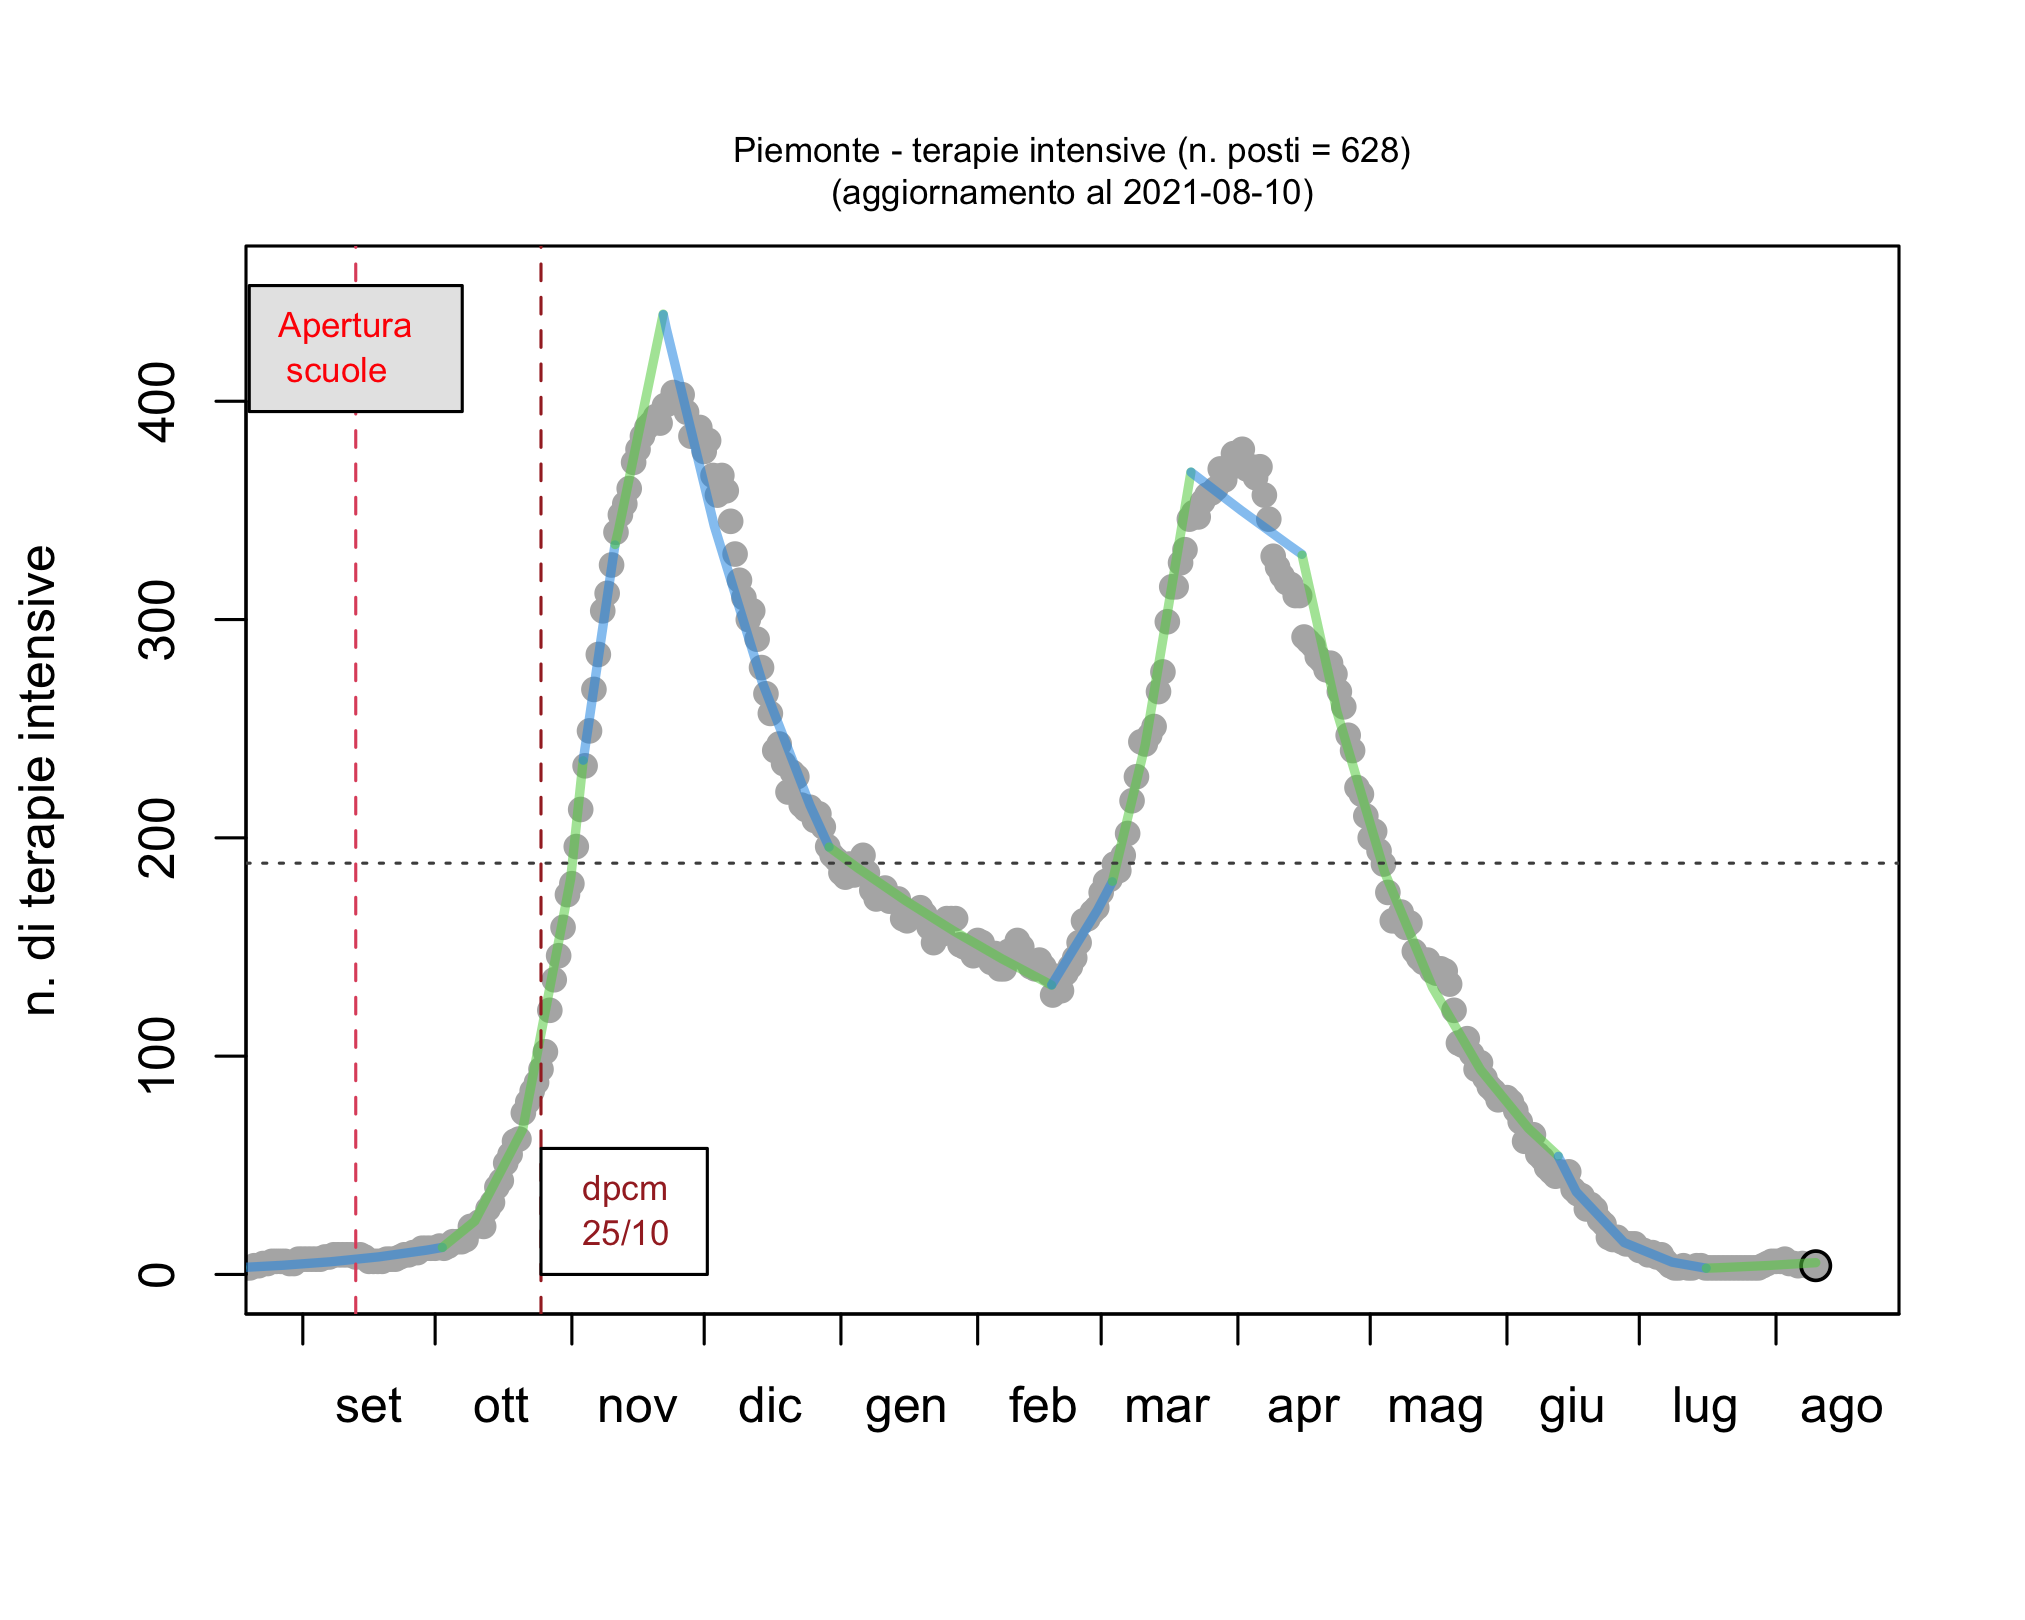 Piemonte - terapie intensive (n. posti = 628)
(aggiornamento al 2021-08-10)
Apertura
scuole
dpcm
25/10
n. di terapie intensive
400
300
200
100
0
set ott nov dic gen feb mar apr mag giu lug ago